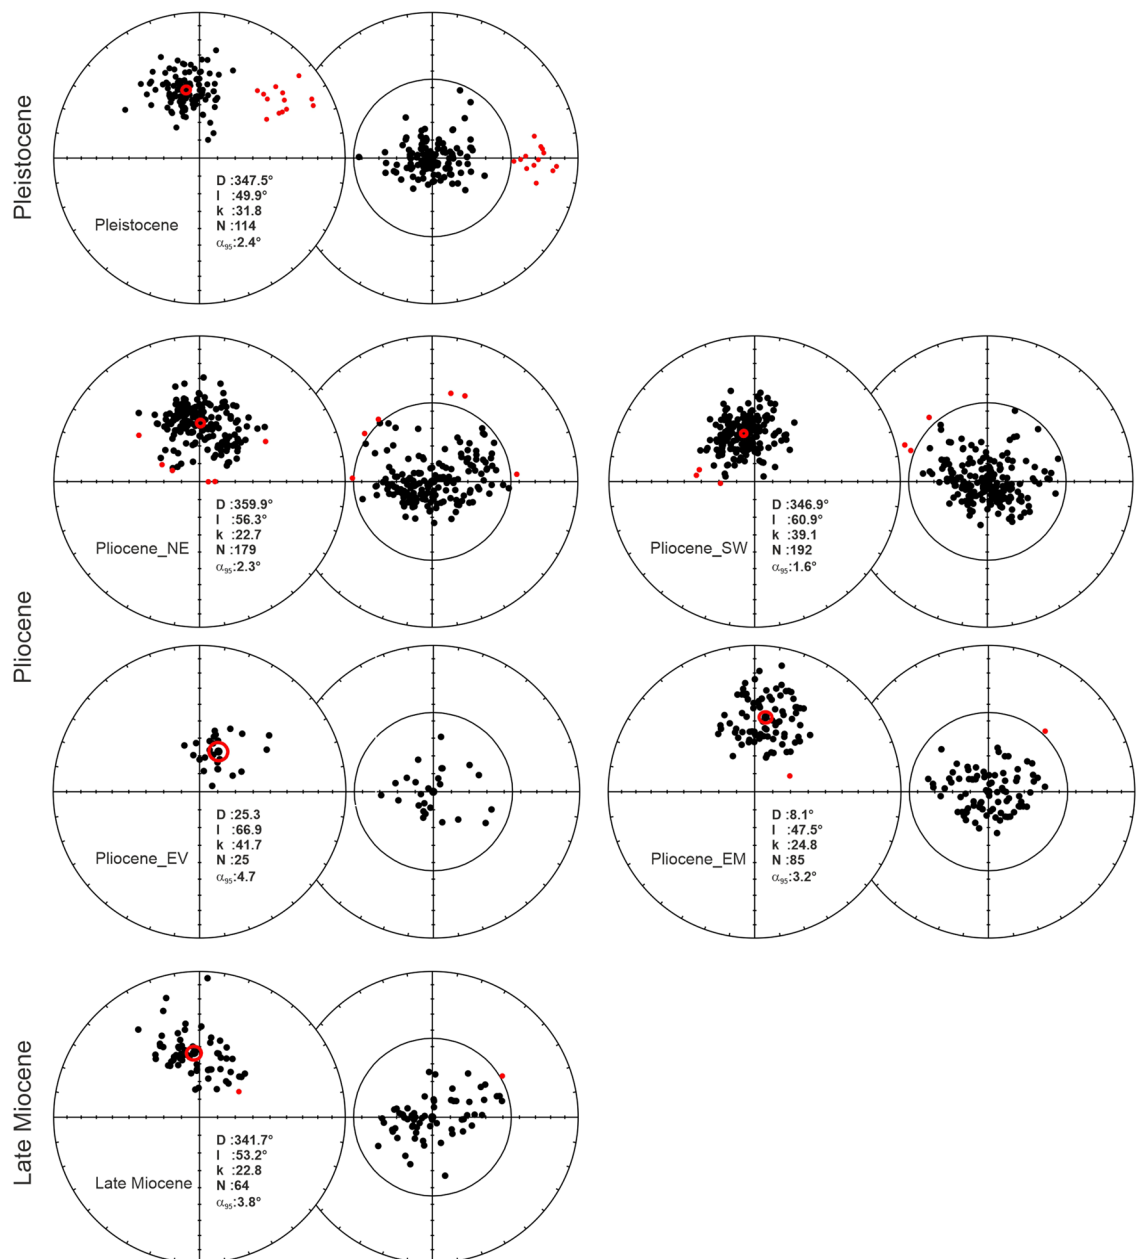 Pleistocene
D :347.5°
I :49.9°
k :31.8
N :114
α95:2.4°
Pleistocene
Pliocene
D :359.9°
I :56.3°
k :22.7
N :179
α95:2.3°
Pliocene_NE
D :346.9°
I :60.9°
k :39.1
N :192
α95:1.6°
Pliocene_SW
D :25.3
I :66.9
k :41.7
N :25
α95:4.7
Pliocene_EV
D :8.1°
I :47.5°
k :24.8
N :85
α95:3.2°
Pliocene_EM
Late Miocene
D :341.7°
I :53.2°
k :22.8
N :64
α95:3.8°
Late Miocene